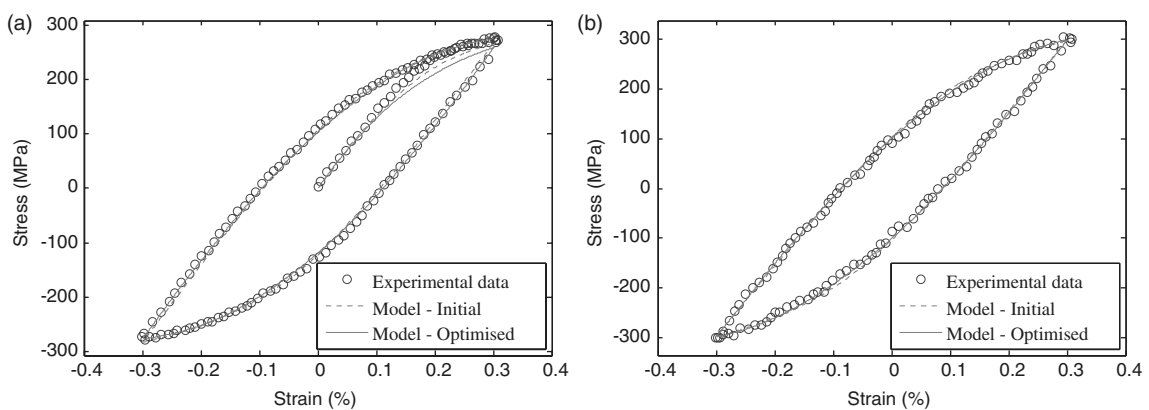 (a)
300
200
100
0
-100
-200
-300
Stress (MPa)
-0.4 -0.3 -0.2 -0.1 0 0.1 0.2 0.3 0.4
Strain (%)
Experimental data
Model - Initial
Model - Optimised
(b)
300
200
100
0
-100
-200
-300
Stress (MPa)
-0.4 -0.3 -0.2 -0.1 0 0.1 0.2 0.3 0.4
Strain (%)
Experimental data
Model - Initial
Model - Optimised